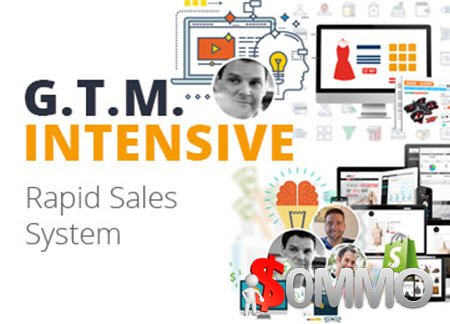 G.T.M.
INTENSIVE
Rapid Sales
System
$OMMO